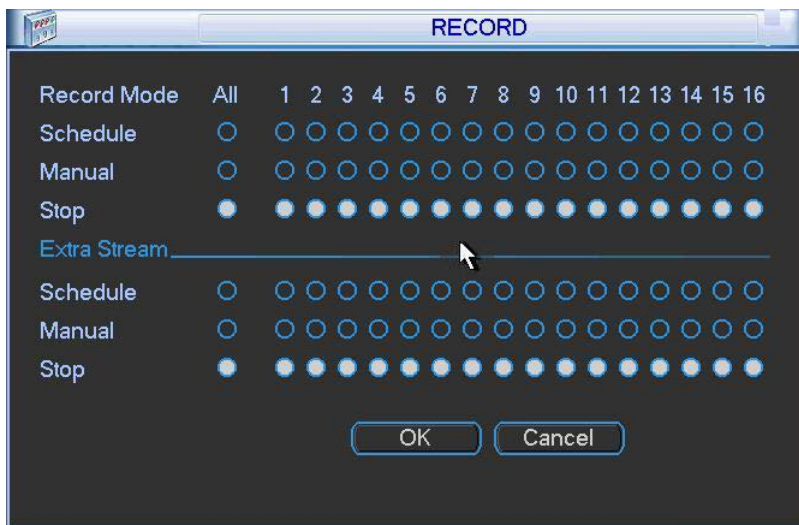 RECORD
Record Mode All 1 2 3 4 5 6 7 8 9 10 11 12 13 14 15 16
Schedule
Manual
Stop
Extra Stream
Schedule
Manual
Stop
OK Cancel